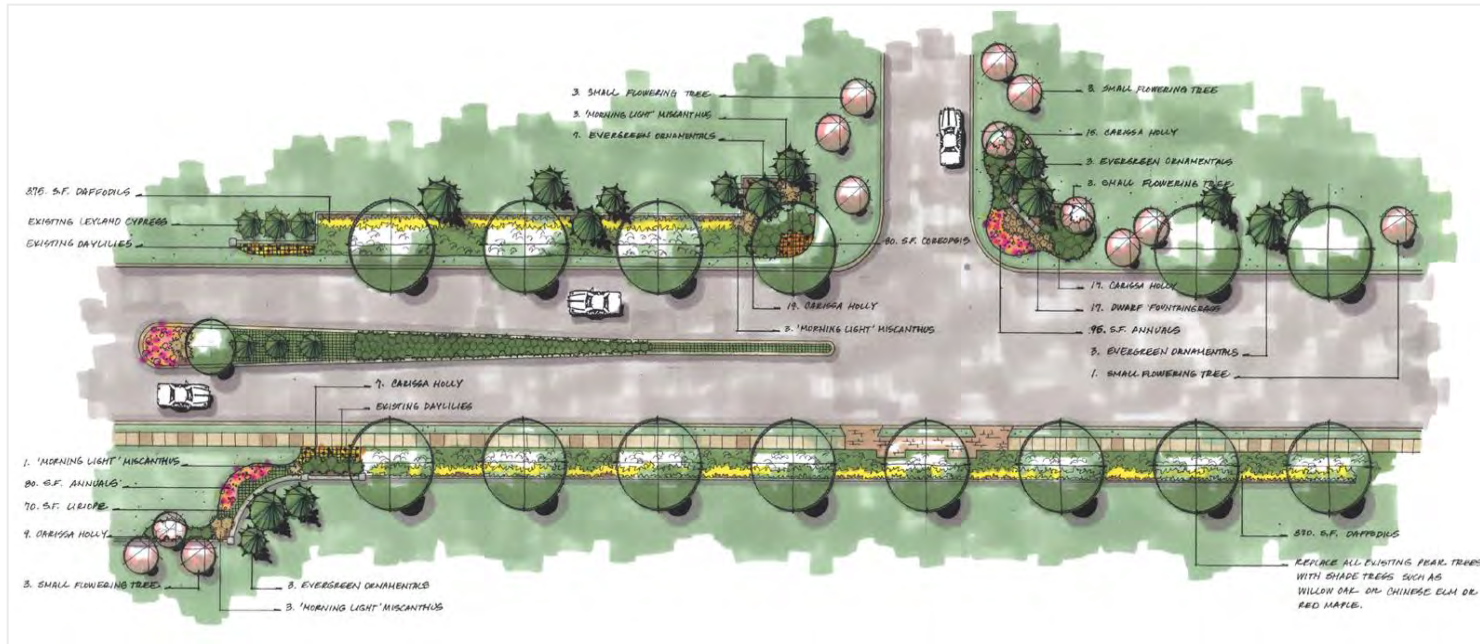 3. SMALL FLOWERING TREE
3. 'MORNING LIGHT' MISCANTHUS
7. EVERGREEN ORNAMENTALS
375. S.F. DAFFODILS
EXISTING LEYLAND CYPRESS
EXISTING DAYLILIES
3. SMALL FLOWERING TREE
15. CARISSA HOLLY
3. EVERGREEN ORNAMENTALS
3. SMALL FLOWERING TREE
80. S.F. COREOPSIS
19. CARISSA HOLLY
3. 'MORNING LIGHT' MISCANTHUS
17. CARISSA HOLLY
17. DWARF FOUNTAINGRASS
95. S.F. ANNUALS
3. EVERGREEN ORNAMENTALS
1. SMALL FLOWERING TREE
7. CARISSA HOLLY
EXISTING DAYLILIES
1. 'MORNING LIGHT' MISCANTHUS
80. S.F. ANNUALS
70. S.F. LIRIOPE
9. CARISSA HOLLY
3. SMALL FLOWERING TREE
3. EVERGREEN ORNAMENTALS
3. 'MORNING LIGHT' MISCANTHUS
S.F. DAFFODILS
REPLACE ALL EXISTING PEAR TREES
WITH SHADE TREES SUCH AS
WILLOW OAK OR CHINESE ELM OR
RED MAPLE.